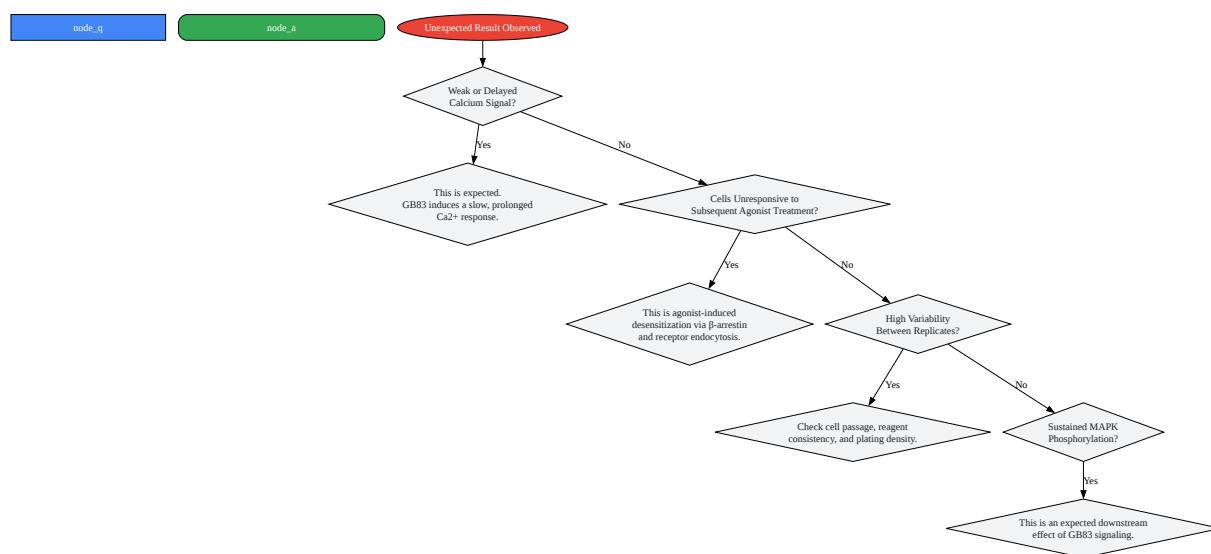 node_q
node_a
Unexpected Result Observed
Weak or Delayed
Calcium Signal?
Yes
No
This is expected.
GB83 induces a slow, prolonged
Ca2+ response.
Cells Unresponsive to
Subsequent Agonist Treatment?
Yes
No
This is agonist-induced
desensitization via β-arrestin
and receptor endocytosis.
High Variability
Between Replicates?
Yes
No
Check cell passage, reagent
consistency, and plating density.
Sustained MAPK
Phosphorylation?
Yes
This is an expected downstream
effect of GB83 signaling.